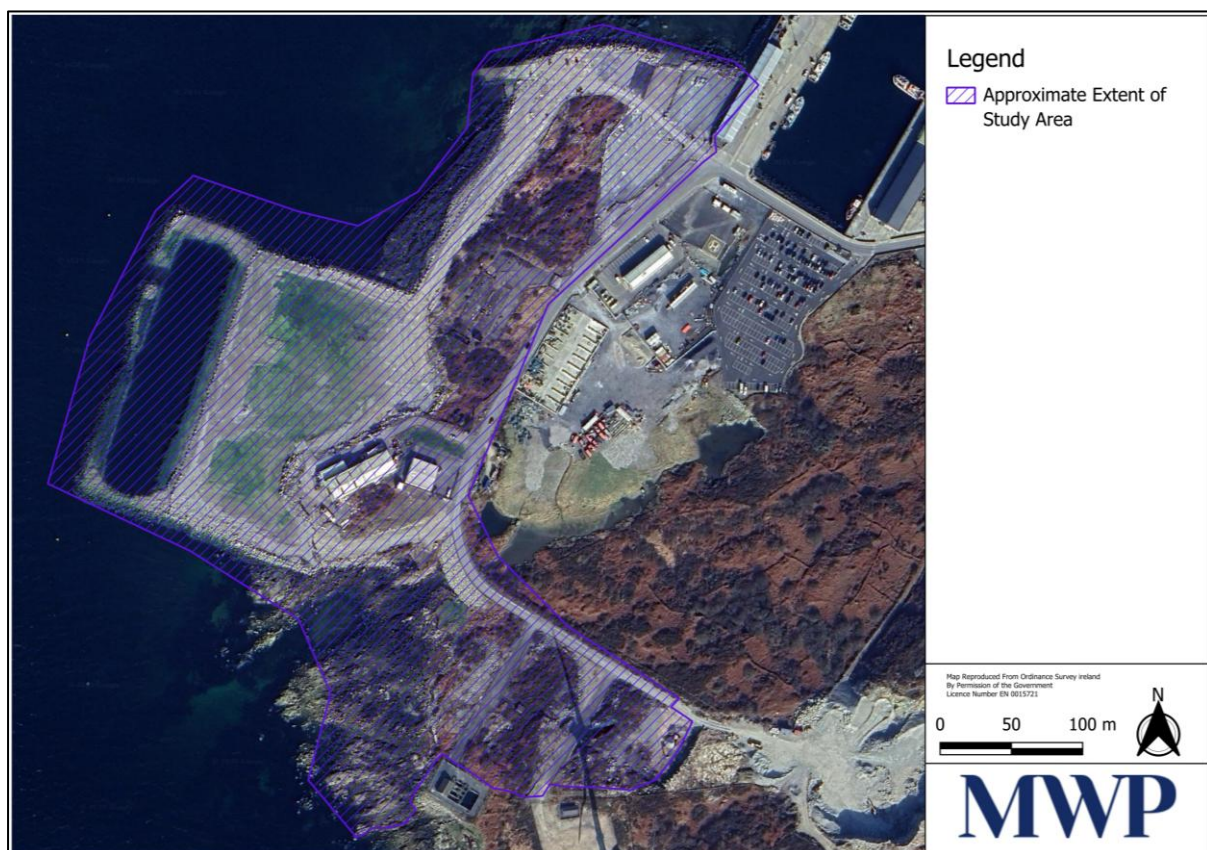 Legend
Approximate Extent of
Study Area
Map Reproduced From Ordinance Survey ireland
By Permission of the Government
Licence Number EN 0015721
N
0 50 100 m
MWP